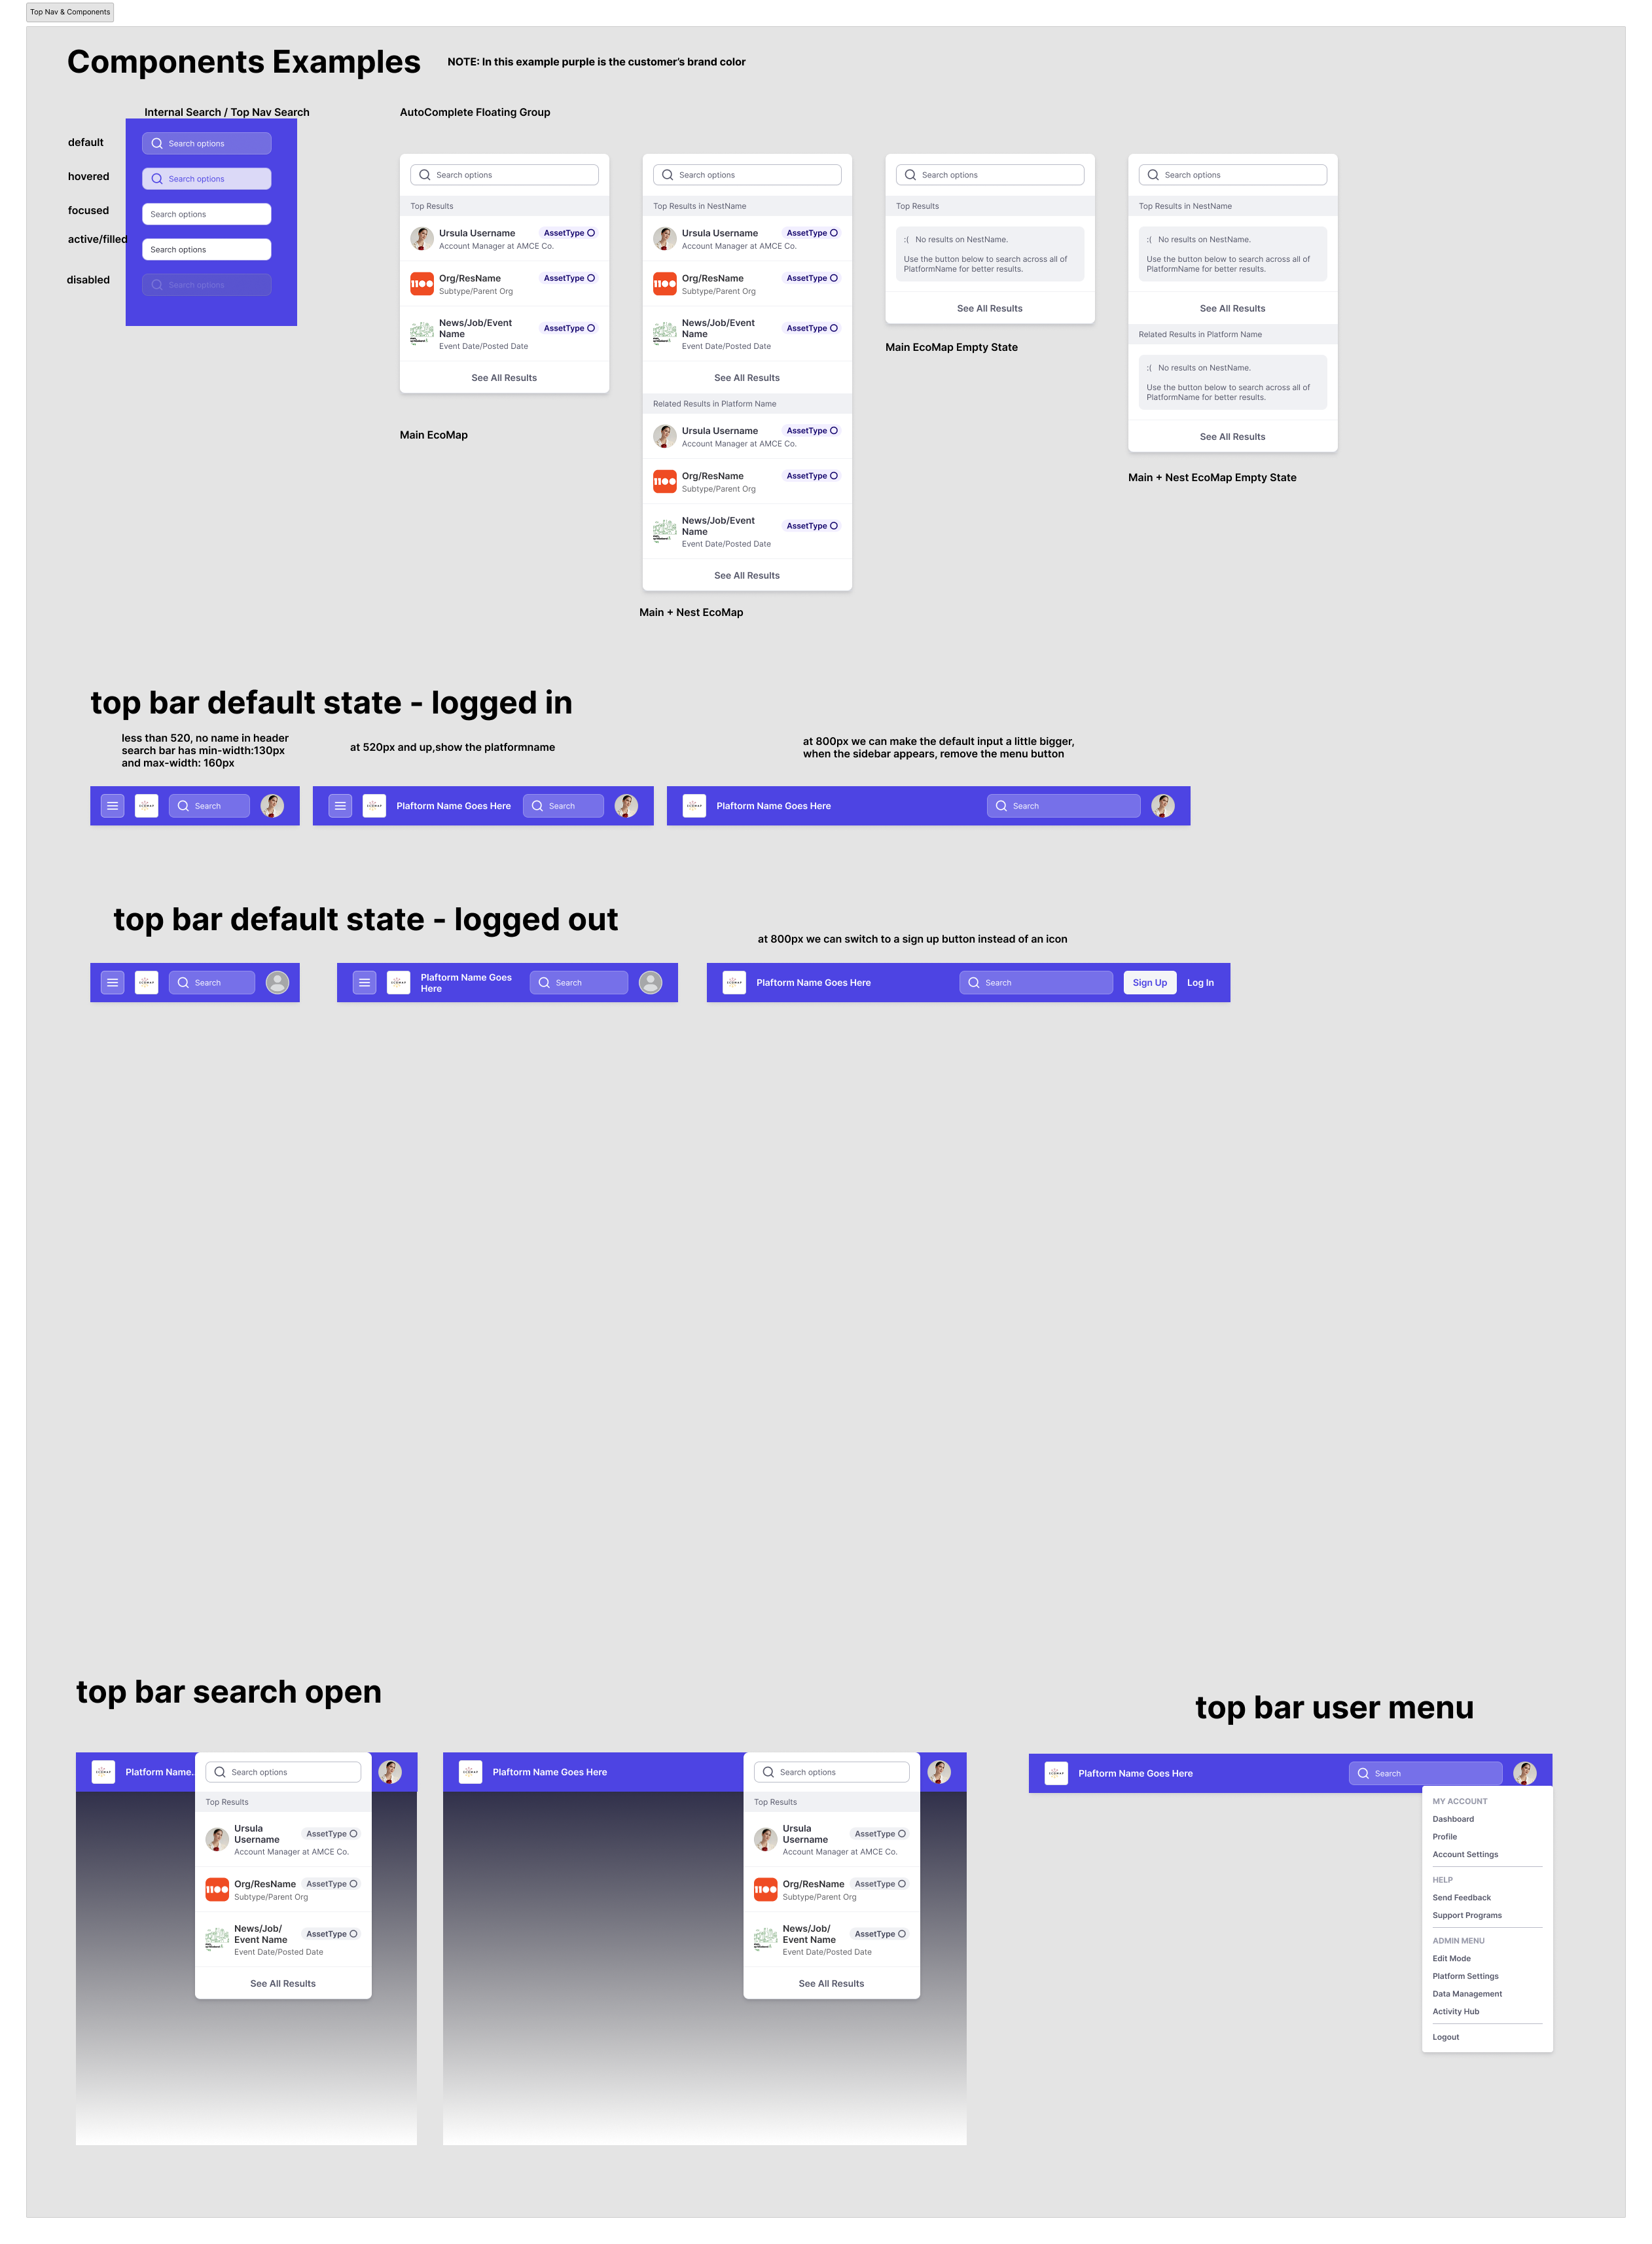 Top Nav & Components
Components Examples
NOTE: In this example purple is the customer's brand color
Internal Search / Top Nav Search
default
Search options
hovered
Search options
focused
Search options
active/filled
Search options
disabled
Search options
AutoComplete Floating Group
Search options
Top Results
Ursula Username
AssetType
Account Manager at AMCE Co.
Org/ResName
AssetType
Subtype/Parent Org
News/Job/Event
Name
AssetType
Event Date/Posted Date
See All Results
Main EcoMap
Search options
Top Results in NestName
Ursula Username
AssetType
Account Manager at AMCE Co.
Org/ResName
AssetType
Subtype/Parent Org
News/Job/Event
Name
AssetType
Event Date/Posted Date
See All Results
Related Results in Platform Name
Ursula Username
AssetType
Account Manager at AMCE Co.
Org/ResName
AssetType
Subtype/Parent Org
News/Job/Event
Name
AssetType
Event Date/Posted Date
See All Results
Main + Nest EcoMap
Search options
Top Results
:( No results on NestName.
Use the button below to search across all of
PlatformName for better results.
See All Results
Main EcoMap Empty State
Search options
Top Results in NestName
:( No results on NestName.
Use the button below to search across all of
PlatformName for better results.
See All Results
Related Results in Platform Name
:( No results on NestName.
Use the button below to search across all of
PlatformName for better results.
See All Results
Main + Nest EcoMap Empty State
top bar default state - logged in
less than 520, no name in header
search bar has min-width:130px
and max-width: 160px
at 520px and up,show the platformname
at 800px we can make the default input a little bigger,
when the sidebar appears, remove the menu button
ECOMAP
Search
ECOMAP
Plaftorm Name Goes Here
Search
ECOMAP
Plaftorm Name Goes Here
Search
top bar default state - logged out
at 800px we can switch to a sign up button instead of an icon
ECOMAP
Search
ECOMAP
Plaftorm Name Goes
Here
Search
ECOMAP
Plaftorm Name Goes Here
Search
Sign Up
Log In
top bar search open
ECOMAP
Platform Name..
Search options
Top Results
Ursula
Username
AssetType
Account Manager at AMCE Co.
Org/ResName
AssetType
Subtype/Parent Org
News/Job/
Event Name
AssetType
Event Date/Posted Date
See All Results
ECOMAP
Plaftorm Name Goes Here
Search options
Top Results
Ursula
Username
AssetType
Account Manager at AMCE Co.
Org/ResName
AssetType
Subtype/Parent Org
News/Job/
Event Name
AssetType
Event Date/Posted Date
See All Results
top bar user menu
ECOMAP
Plaftorm Name Goes Here
Search
MY ACCOUNT
Dashboard
Profile
Account Settings
HELP
Send Feedback
Support Programs
ADMIN MENU
Edit Mode
Platform Settings
Data Management
Activity Hub
Logout